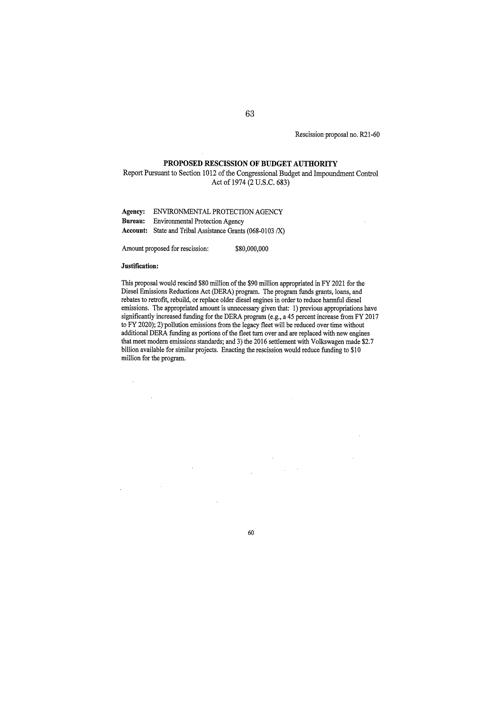 63
Rescission proposal no. R21-60
PROPOSED RESCISSION OF BUDGET AUTHORITY
Report Pursuant to Section 1012 of the Congressional Budget and Impoundment Control
Act of 1974 (2 U.S.C. 683)
Agency: ENVIRONMENTAL PROTECTION AGENCY
Bureau: Environmental Protection Agency
Account: State and Tribal Assistance Grants (068-0103 /X)
Amount proposed for rescission: $80,000,000
Justification:
This proposal would rescind $80 million of the $90 million appropriated in FY 2021 for the
Diesel Emissions Reductions Act (DERA) program. The program funds grants, loans, and
rebates to retrofit, rebuild, or replace older diesel engines in order to reduce harmful diesel
emissions. The appropriated amount is unnecessary given that: 1) previous appropriations have
significantly increased funding for the DERA program (e.g., a 45 percent increase from FY 2017
to FY 2020); 2) pollution emissions from the legacy fleet will be reduced over time without
additional DERA funding as portions of the fleet turn over and are replaced with new engines
that meet modern emissions standards; and 3) the 2016 settlement with Volkswagen made $2.7
billion available for similar projects. Enacting the rescission would reduce funding to $10
million for the program.
60